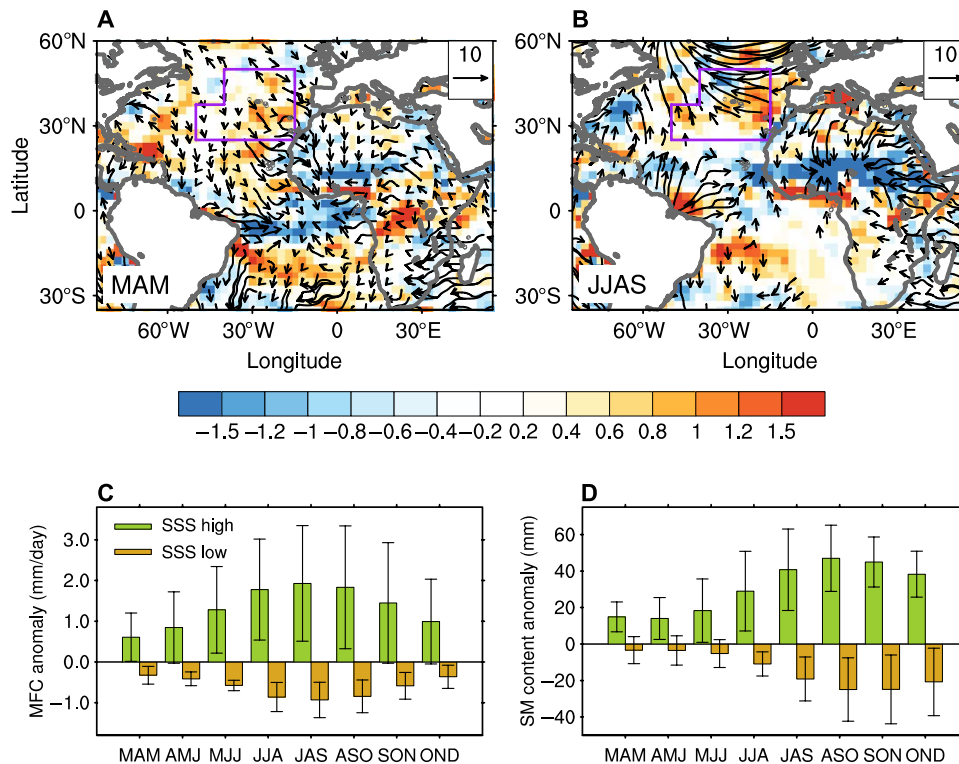 A
B
60°N
30°N
0
30°S
Latitude
10
10
MAM
JJAS
60°W
30°W
0
30°E
60°W
30°W
0
30°E
Longitude
Longitude
−1.5
−1.2
−1
−0.8
−0.6
−0.4
−0.2
0.2
0.4
0.6
0.8
1
1.2
1.5
C
SSS high
SSS low
MFC anomaly (mm/day)
3.0
2.0
1.0
0.0
−1.0
MAM AMJ MJJ JJA JAS ASO SON OND
D
SM content anomaly (mm)
60
40
20
0
−20
−40
MAM AMJ MJJ JJA JAS ASO SON OND